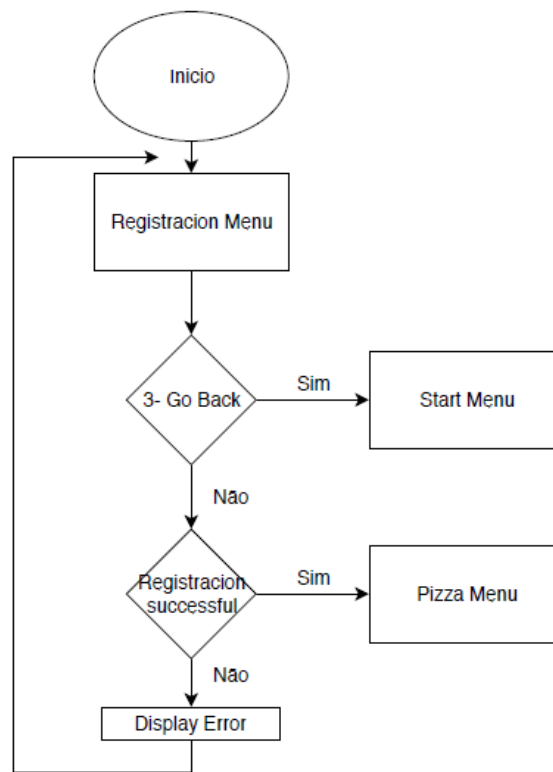 Inicio
Registracion Menu
3- Go Back
Sim
Start Menu
Não
Registracion
successful
Sim
Pizza Menu
Não
Display Error